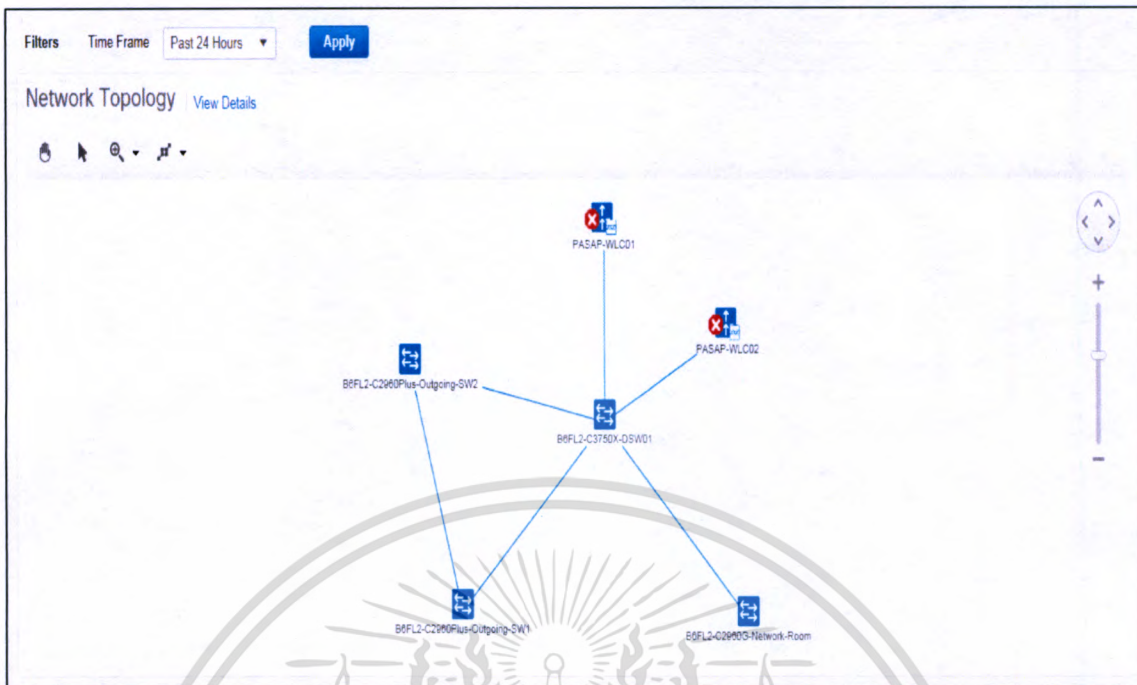 Filters Time Frame Past 24 Hours Apply
Network Topology View Details
PASAP-WLC01
PASAP-WLC02
B6FL2-C2960Plus-Outgoing-SW2
B6FL2-C3750X-DSW01
B6FL2-C2960Plus-Outgoing-SW1
B6FL2-C2960G-Network-Room